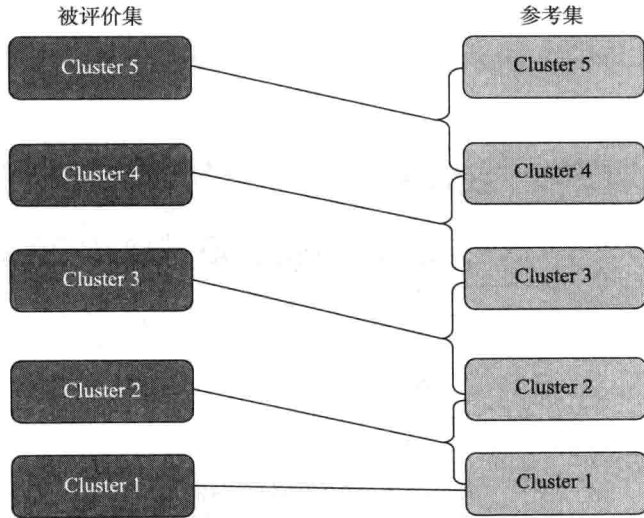 被评价集 参考集
Cluster 5 Cluster 5
Cluster 4 Cluster 4
Cluster 3 Cluster 3
Cluster 2 Cluster 2
Cluster 1 Cluster 1